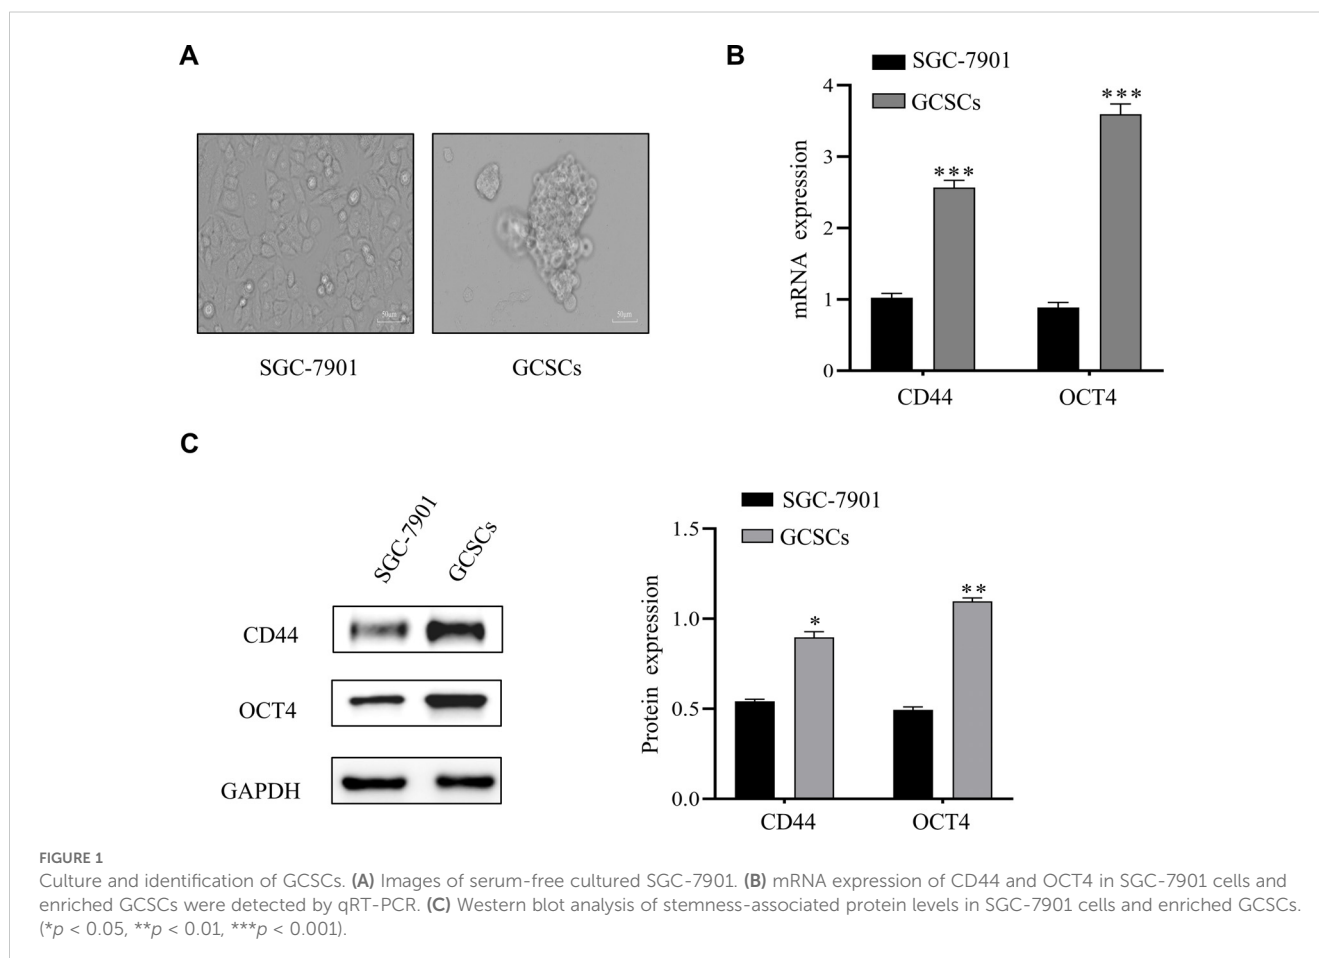 A
50μm
50μm
SGC-7901
GCSCs
B
SGC-7901
GCSCs
mRNA expression
4
3
2
1
0
***
***
CD44
OCT4
C
SGC-7901
GCSCs
CD44
OCT4
GAPDH
SGC-7901
GCSCs
Protein expression
1.5
1.0
0.5
0.0
*
**
CD44
OCT4
FIGURE 1
Culture and identification of GCSCs. (A) Images of serum-free cultured SGC-7901. (B) mRNA expression of CD44 and OCT4 in SGC-7901 cells and
enriched GCSCs were detected by qRT-PCR. (C) Western blot analysis of stemness-associated protein levels in SGC-7901 cells and enriched GCSCs.
(*p < 0.05, **p < 0.01, ***p < 0.001).